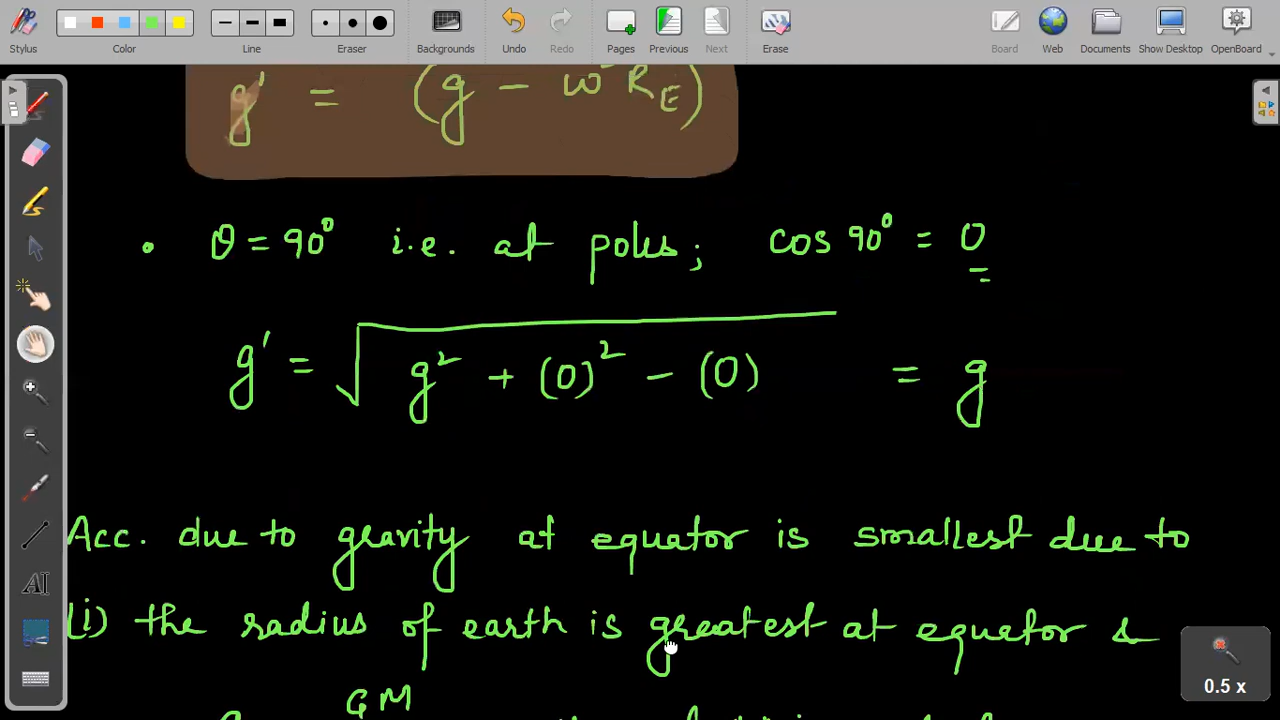 Stylus Color Line Eraser Backgrounds Undo Redo Pages Previous Next Erase Board Web Documents Show Desktop OpenBoard
g' = (g - ω² R_E)
• θ = 90° i.e. at poles; cos 90° = 0
g' = √(g² + (0)² - (0)) = g
Acc. due to gravity at equator is smallest due to
(i) the radius of earth is greatest at equator &
GM
0.5 x